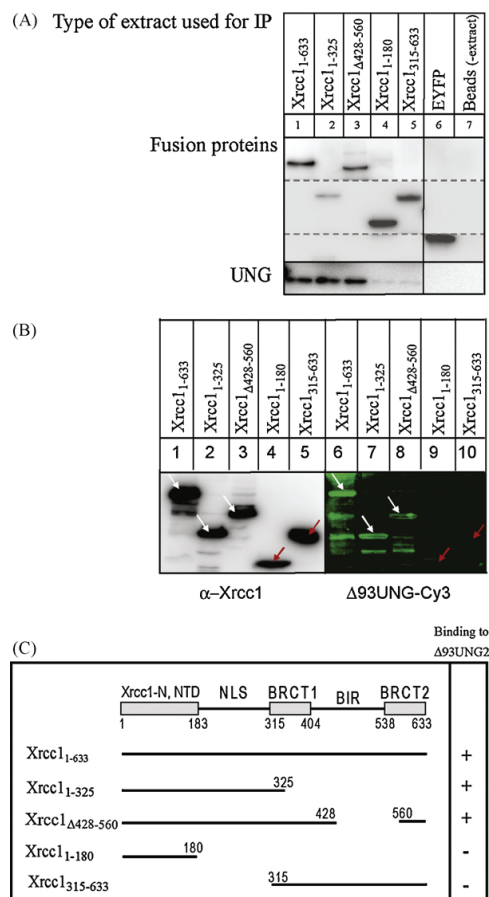 (A) Type of extract used for IP
Xrcc1₁₋₆₃₃ Xrcc1₁₋₃₂₅ Xrcc1Δ₄₂₈₋₅₆₀ Xrcc1₁₋₁₈₀ Xrcc1₃₁₅₋₆₃₃ EYFP Beads (-extract)
1 2 3 4 5 6 7
Fusion proteins
UNG
(B)
Xrcc1₁₋₆₃₃ Xrcc1₁₋₃₂₅ Xrcc1Δ₄₂₈₋₅₆₀ Xrcc1₁₋₁₈₀ Xrcc1₃₁₅₋₆₃₃ Xrcc1₁₋₆₃₃ Xrcc1₁₋₃₂₅ Xrcc1Δ₄₂₈₋₅₆₀ Xrcc1₁₋₁₈₀ Xrcc1₃₁₅₋₆₃₃
1 2 3 4 5 6 7 8 9 10
α–Xrcc1 Δ93UNG-Cy3
(C) Binding to
Δ93UNG2
Xrcc1-N, NTD NLS BRCT1 BIR BRCT2
1 183 315 404 538 633
Xrcc1₁₋₆₃₃ +
Xrcc1₁₋₃₂₅ 325 +
Xrcc1Δ₄₂₈₋₅₆₀ 428 560 +
Xrcc1₁₋₁₈₀ 180 -
Xrcc1₃₁₅₋₆₃₃ 315 -